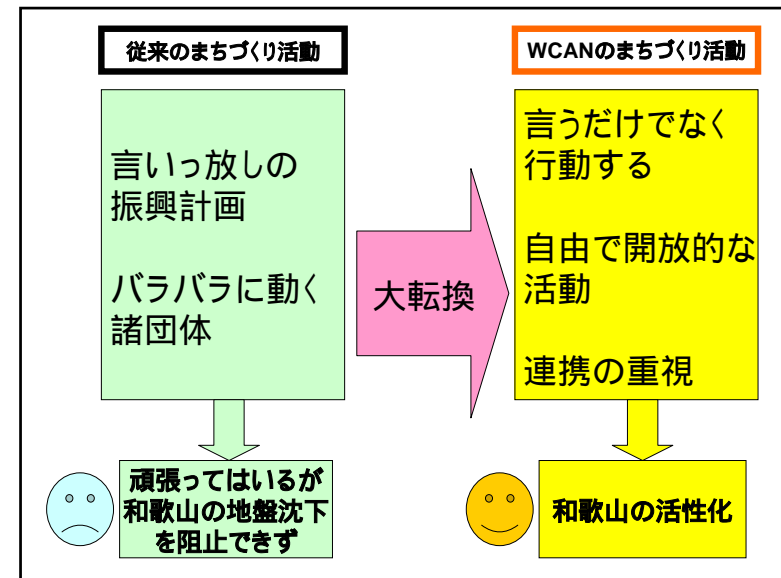 従来のまちづくり活動
言いっ放しの
振興計画
バラバラに動く
諸団体
頑張ってはいるが
和歌山の地盤沈下
を阻止できず
大転換
WCANのまちづくり活動
言うだけでなく
行動する
自由で開放的な
活動
連携の重視
和歌山の活性化